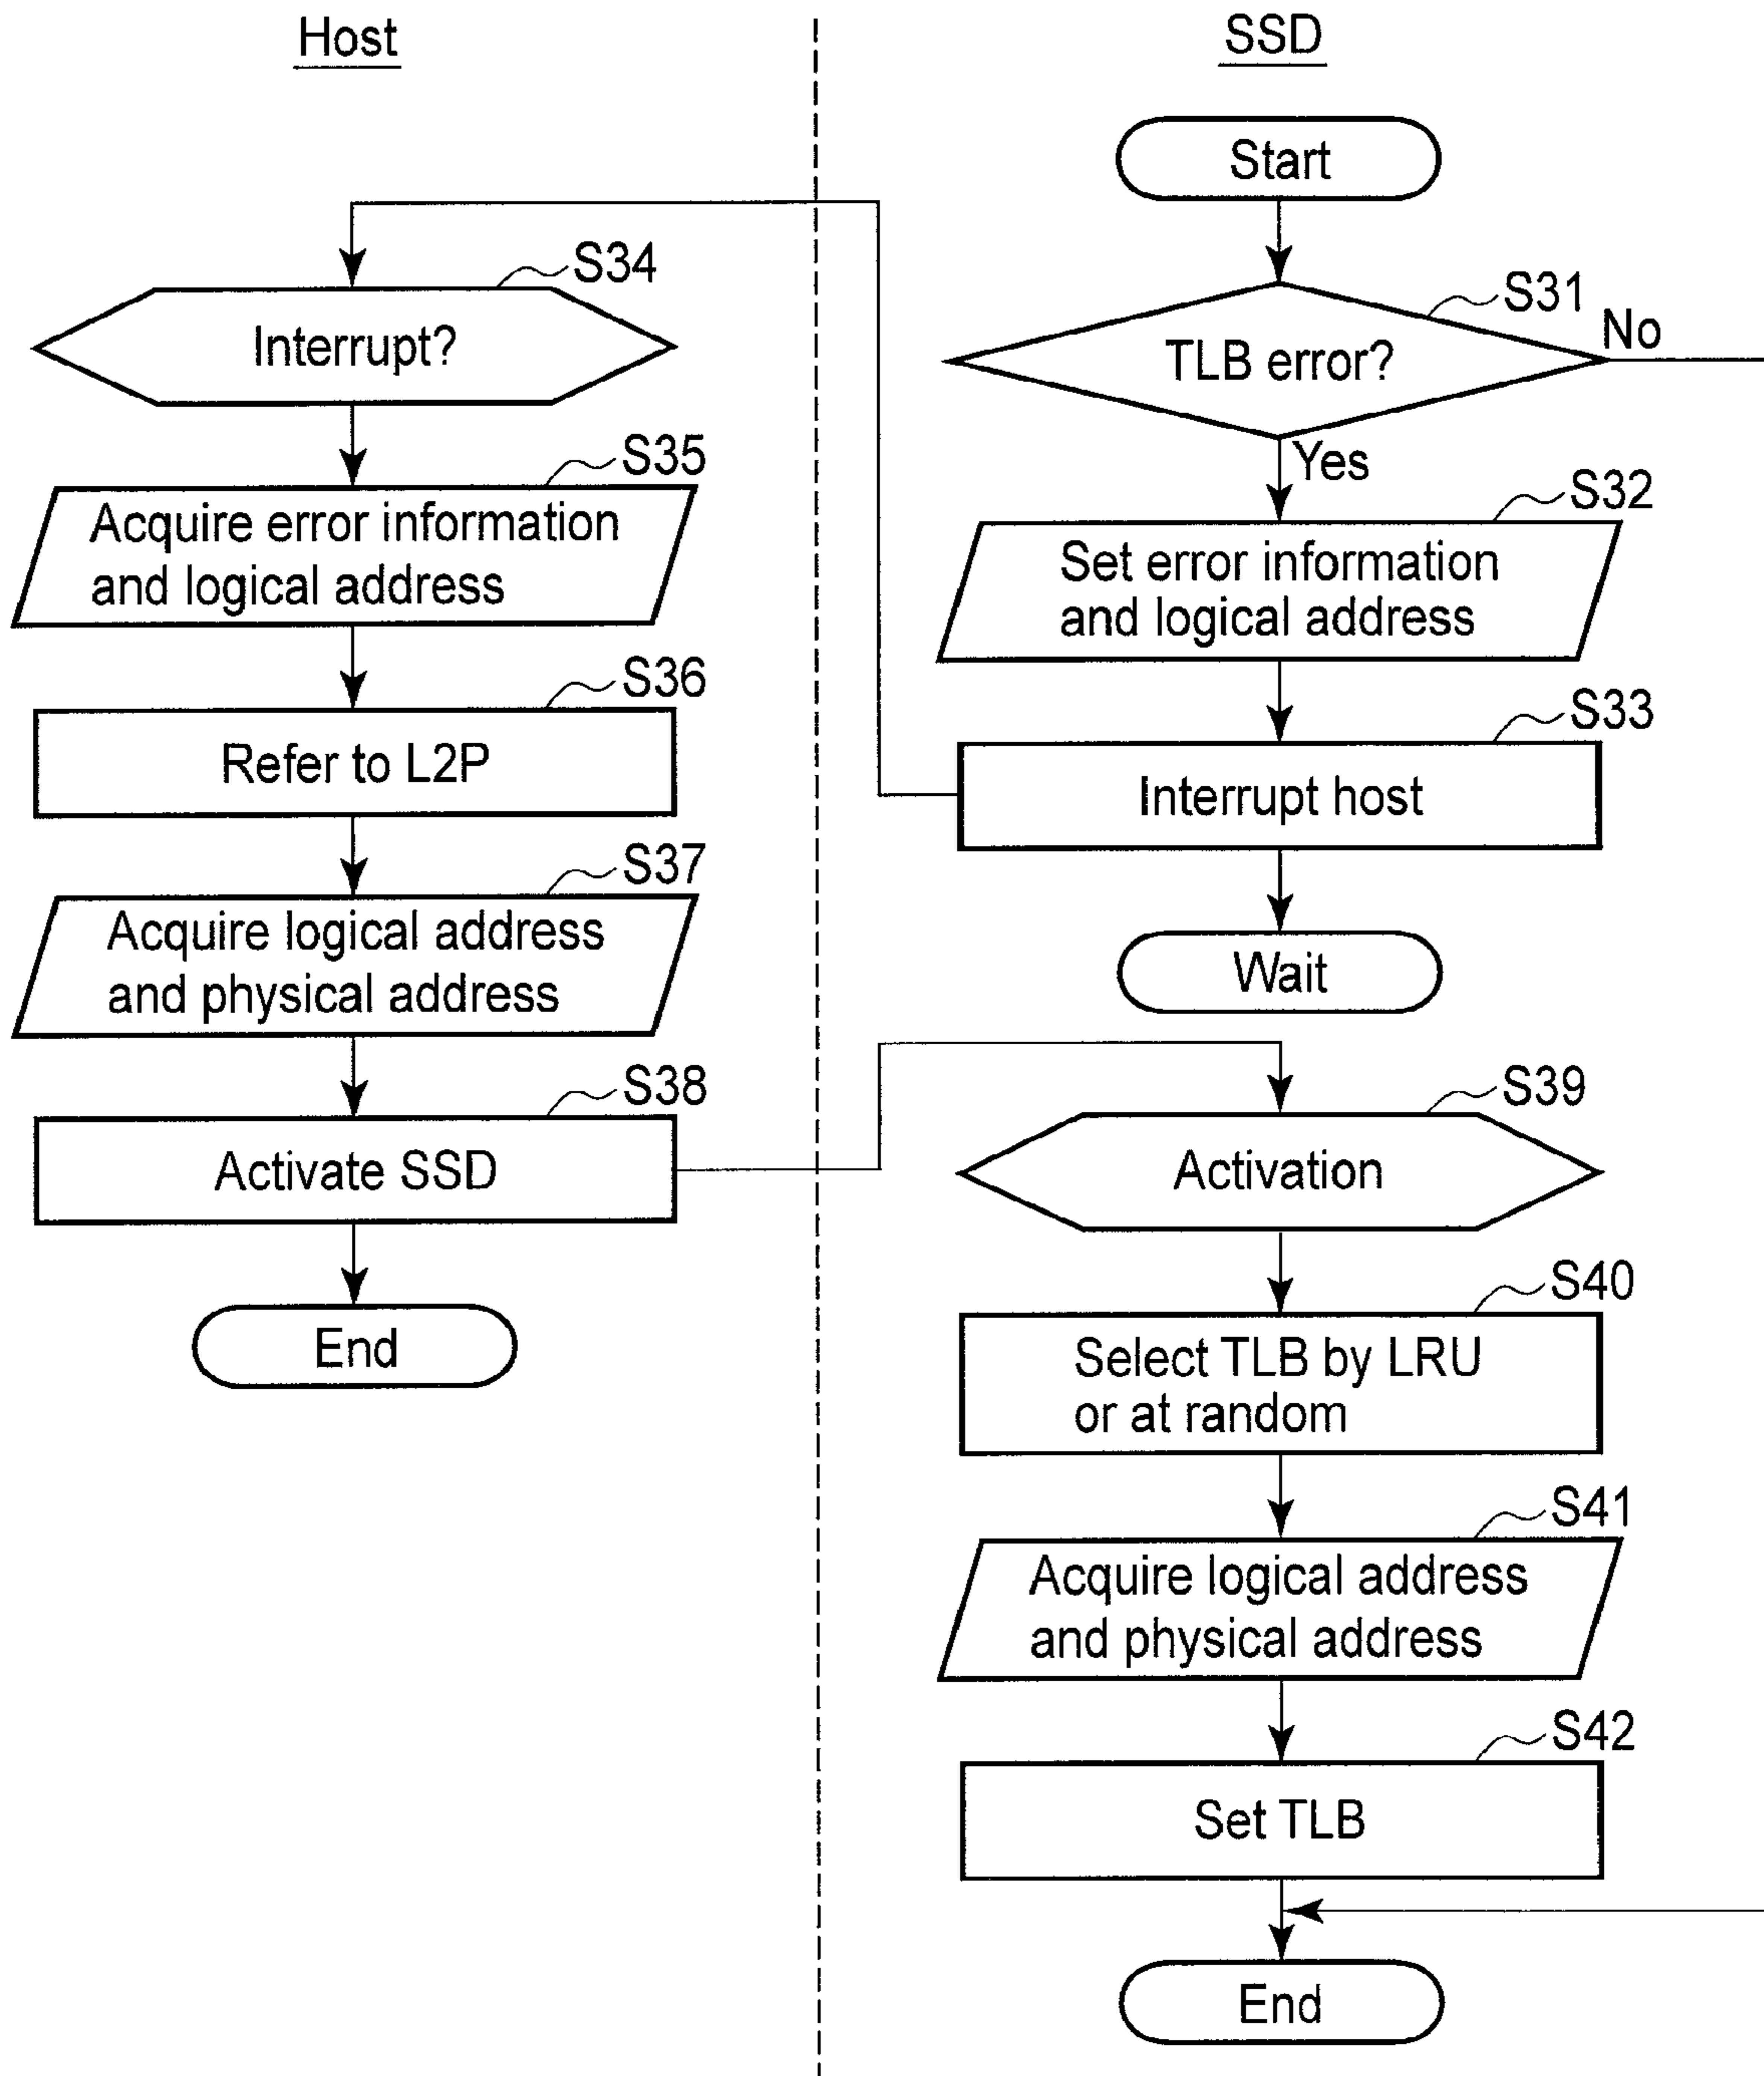 Host
S34
Interrupt?
S35
Acquire error information
and logical address
S36
Refer to L2P
S37
Acquire logical address
and physical address
S38
Activate SSD
End
SSD
Start
S31
TLB error?
No
Yes
S32
Set error information
and logical address
S33
Interrupt host
Wait
S39
Activation
S40
Select TLB by LRU
or at random
S41
Acquire logical address
and physical address
S42
Set TLB
End